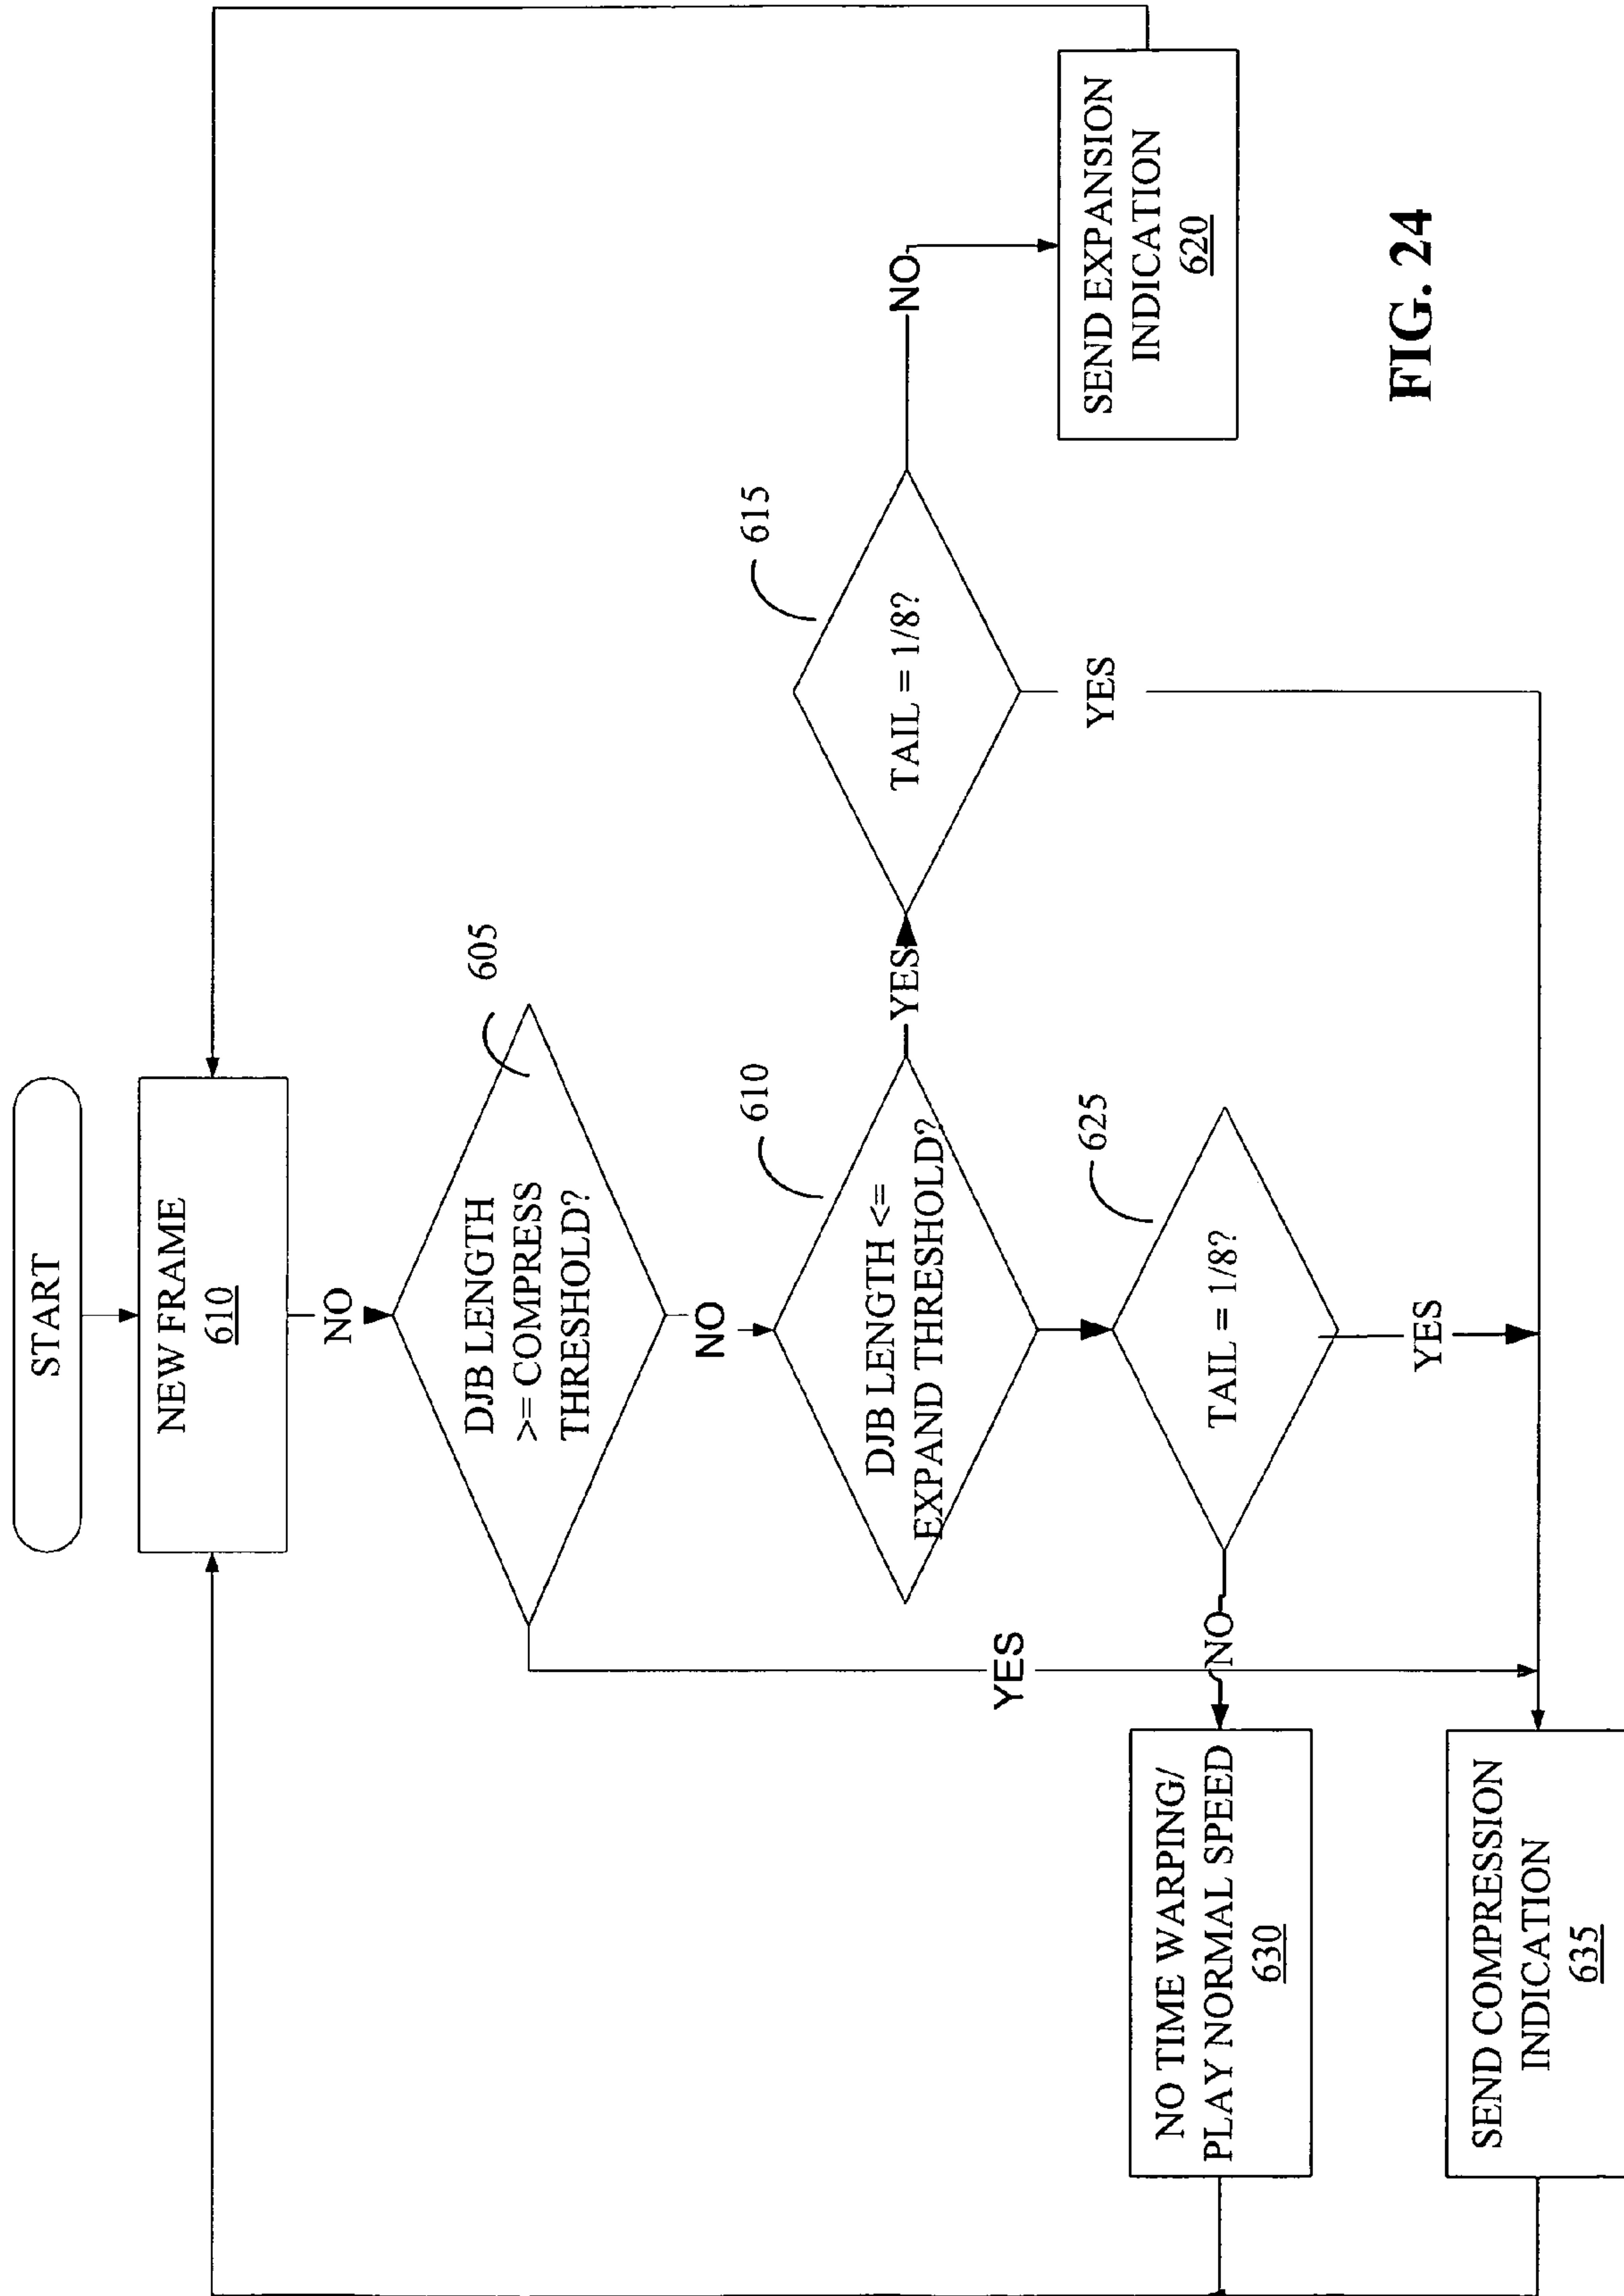 START
NEW FRAME
610
NO
605
DJB LENGTH
>= COMPRESS
THRESHOLD?
NO
610
DJB LENGTH <=
EXPAND THRESHOLD?
YES
615
TAIL = 1/8?
NO
YES
SEND EXPANSION
INDICATION
620
625
TAIL = 1/8?
YES
NO
YES
NO TIME WARPING/
PLAY NORMAL SPEED
630
SEND COMPRESSION
INDICATION
635
FIG. 24